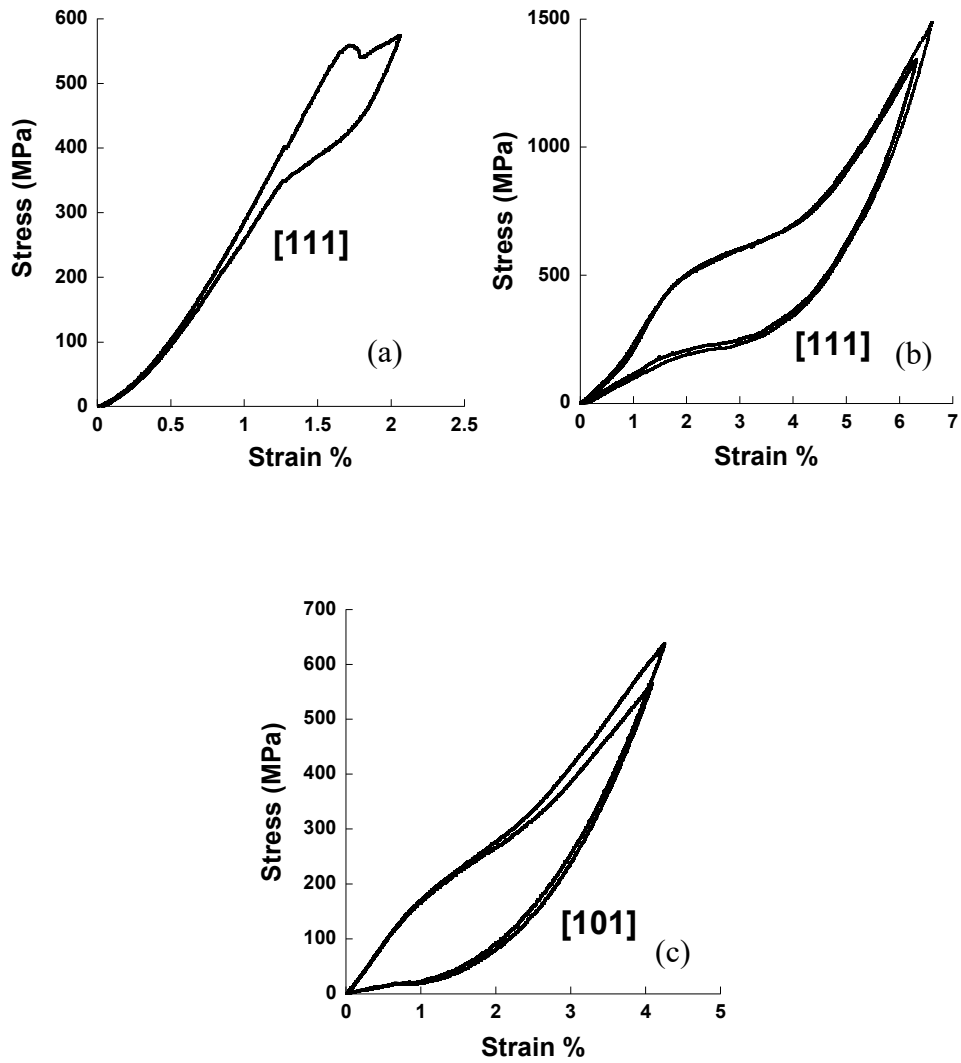 600
500
400
300
200
100
0
Stress (MPa)
[111]
(a)
0 0.5 1 1.5 2 2.5
Strain %
1500
1000
500
0
Stress (MPa)
[111]
(b)
0 1 2 3 4 5 6 7
Strain %
700
600
500
400
300
200
100
0
Stress (MPa)
[101]
(c)
0 1 2 3 4 5
Strain %